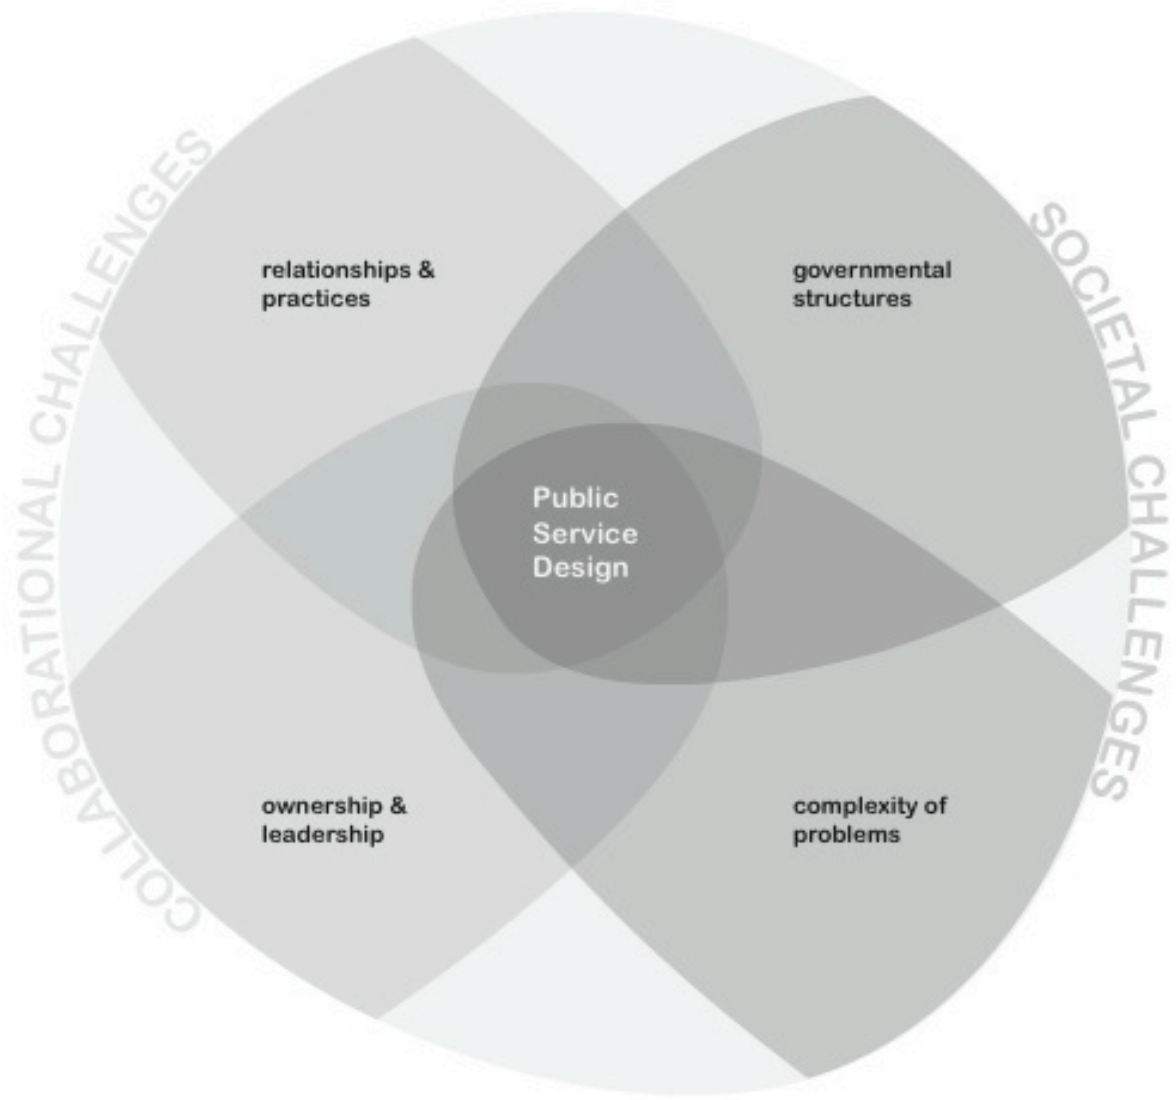 COLLABORATIONAL CHALLENGES
SOCIETAL CHALLENGES
relationships &
practices
governmental
structures
Public
Service
Design
ownership &
leadership
complexity of
problems